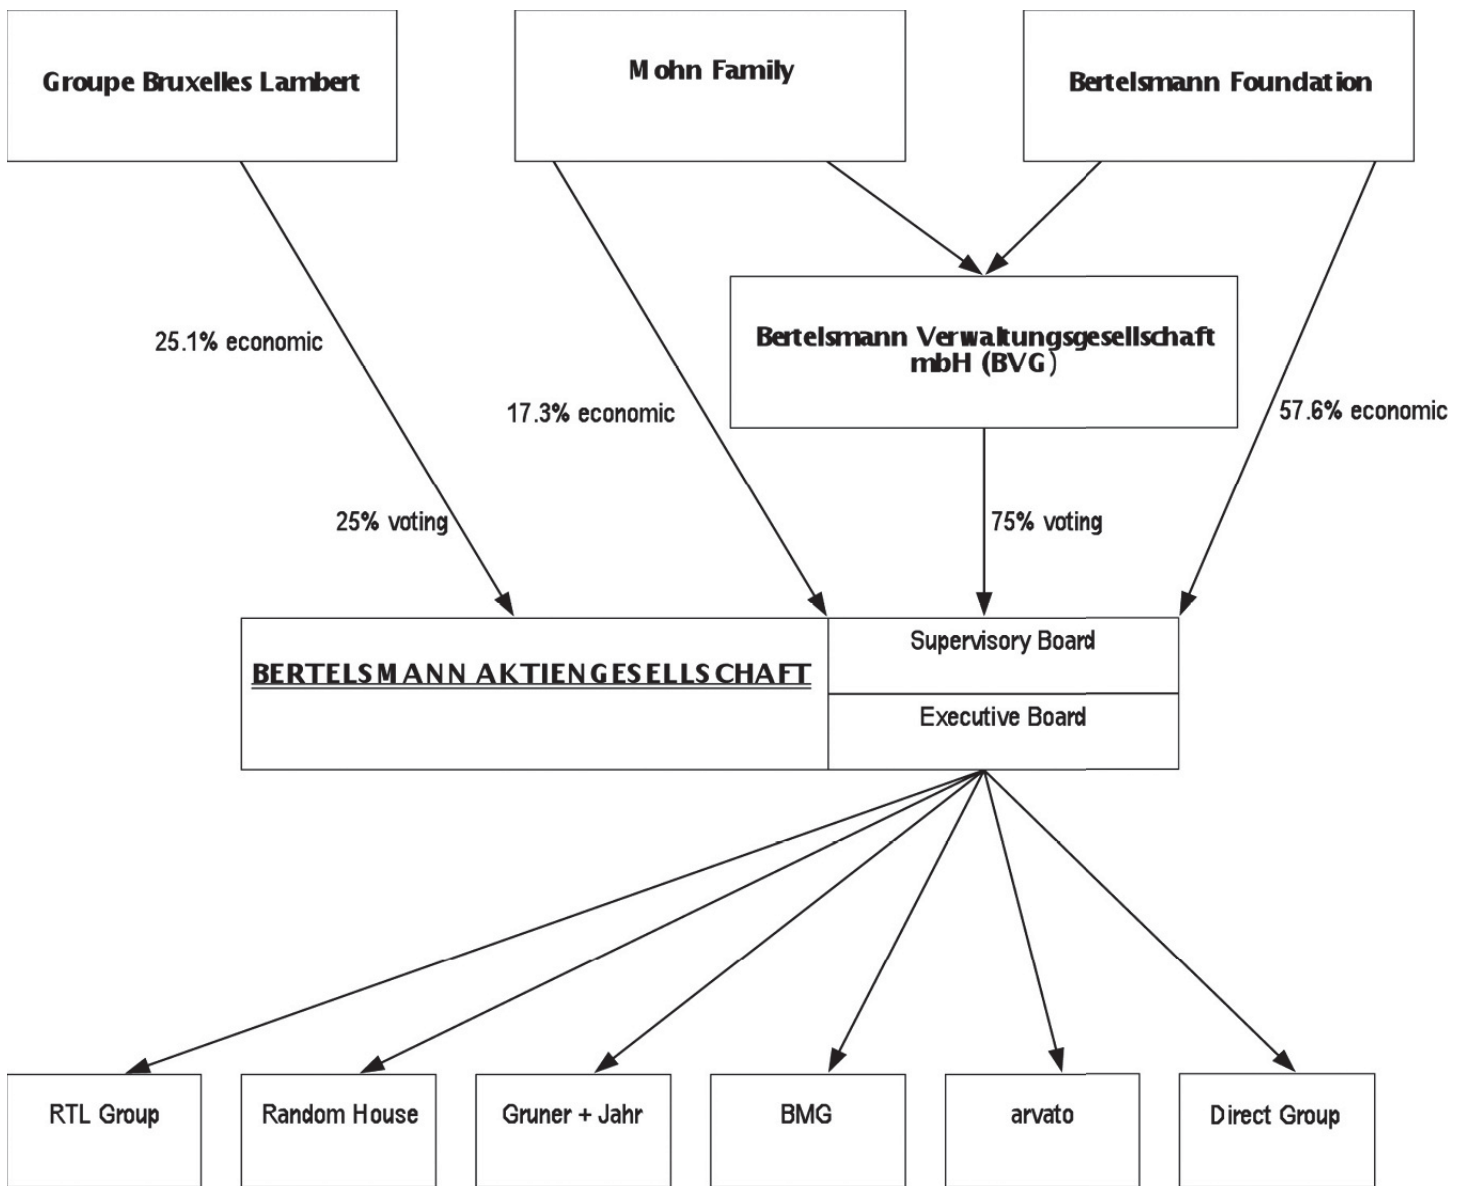 Groupe Bruxelles Lambert
Mohn Family
Bertelsmann Foundation
Bertelsmann Verwaltungsgesellschaft
mbH (BVG)
25.1% economic
17.3% economic
57.6% economic
25% voting
75% voting
BERTELSMANN AKTIENGESELLSCHAFT
Supervisory Board
Executive Board
RTL Group
Random House
Gruner + Jahr
BMG
arvato
Direct Group